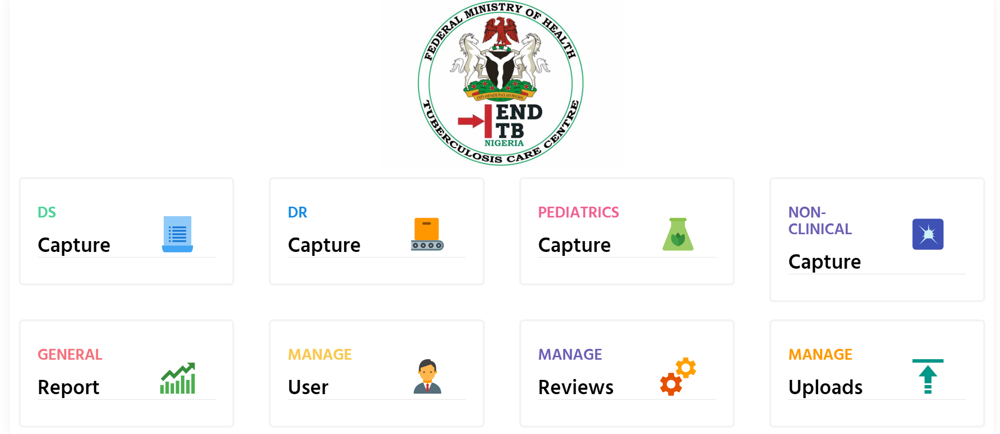 FEDERAL MINISTRY OF HEALTH
UNITY AND FAITH, PEACE AND PROGRESS
END
TB
NIGERIA
TUBERCULOSIS CARE CENTRE
DS
Capture
DR
Capture
PEDIATRICS
Capture
NON-
CLINICAL
Capture
GENERAL
Report
MANAGE
User
MANAGE
Reviews
MANAGE
Uploads